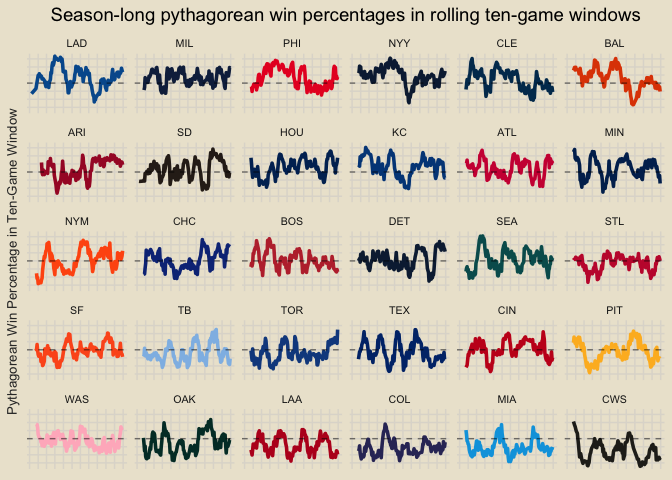 Season-long pythagorean win percentages in rolling ten-game windows
Pythagorean Win Percentage in Ten-Game Window
LAD MIL PHI NYY CLE BAL
ARI SD HOU KC ATL MIN
NYM CHC BOS DET SEA STL
SF TB TOR TEX CIN PIT
WAS OAK LAA COL MIA CWS